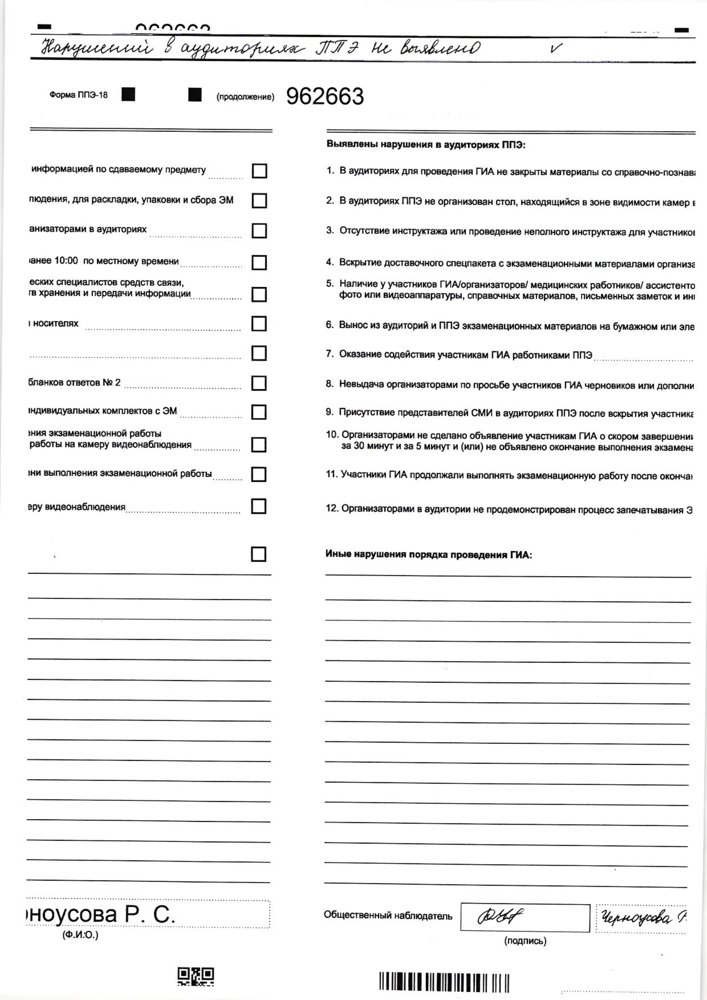 Нарушений в аудиториях ППЭ не выявлено V
Форма ППЭ-18 (продолжение) 962663
информацией по сдаваемому предмету
людения, для раскладки, упаковки и сбора ЭМ
анизаторами в аудиториях
анее 10:00 по местному времени
еских специалистов средств связи,
тв хранения и передачи информации
носителях
бланков ответов № 2
индивидуальных комплектов с ЭМ
ния экзаменационной работы
работы на камеру видеонаблюдения
ни выполнения экзаменационной работы
еру видеонаблюдения
рноусова Р. С.
(Ф.И.О.)
Выявлены нарушения в аудиториях ППЭ:
1. В аудиториях для проведения ГИА не закрыты материалы со справочно-познава
2. В аудиториях ППЭ не организован стол, находящийся в зоне видимости камер в
3. Отсутствие инструктажа или проведение неполного инструктажа для участников
4. Вскрытие доставочного спецпакета с экзаменационными материалами организа
5. Наличие у участников ГИА/организаторов/ медицинских работников/ ассистенто
фото или видеоаппаратуры, справочных материалов, письменных заметок и ин
6. Вынос из аудиторий и ППЭ экзаменационных материалов на бумажном или эле
7. Оказание содействия участникам ГИА работниками ППЭ
8. Невыдача организаторами по просьбе участников ГИА черновиков или дополни
9. Присутствие представителей СМИ в аудиториях ППЭ после вскрытия участника
10. Организаторами не сделано объявление участникам ГИА о скором завершени
за 30 минут и за 5 минут и (или) не объявлено окончание выполнения экзамена
11. Участники ГИА продолжали выполнять экзаменационную работу после оконча
12. Организаторами в аудитории не продемонстрирован процесс запечатывания Э
Иные нарушения порядка проведения ГИА:
Общественный наблюдатель Черноусова Р.
(подпись)